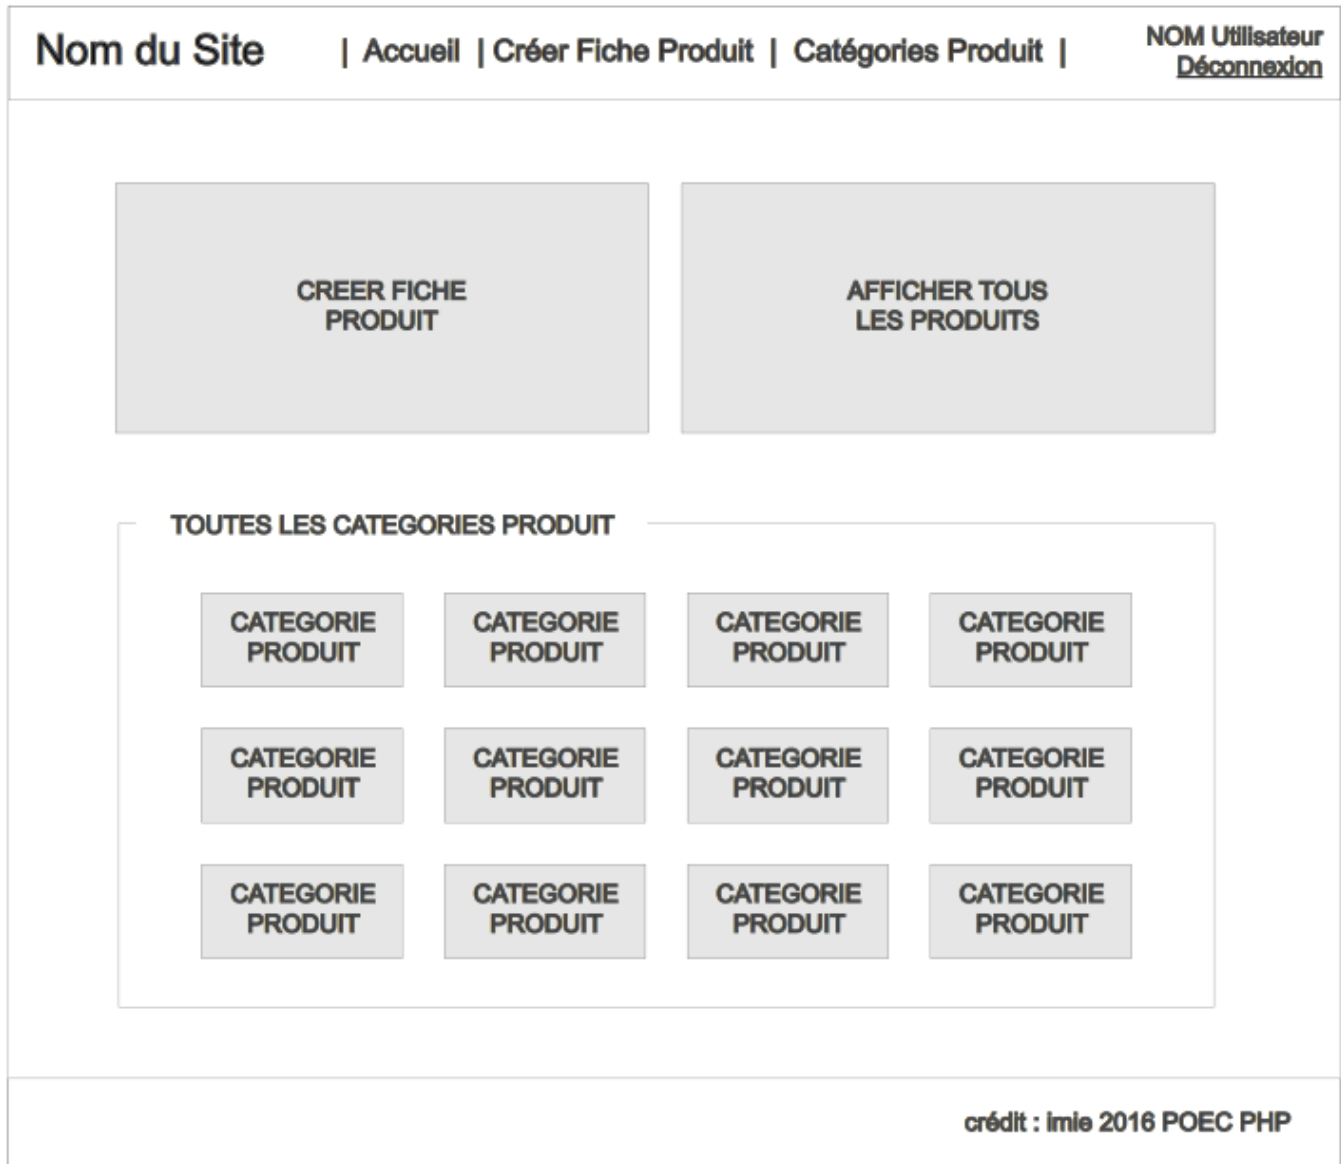 Nom du Site | Accueil | Créer Fiche Produit | Catégories Produit | NOM Utilisateur
Déconnexion
CREER FICHE
PRODUIT
AFFICHER TOUS
LES PRODUITS
TOUTES LES CATEGORIES PRODUIT
CATEGORIE
PRODUIT
CATEGORIE
PRODUIT
CATEGORIE
PRODUIT
CATEGORIE
PRODUIT
CATEGORIE
PRODUIT
CATEGORIE
PRODUIT
CATEGORIE
PRODUIT
CATEGORIE
PRODUIT
CATEGORIE
PRODUIT
CATEGORIE
PRODUIT
CATEGORIE
PRODUIT
CATEGORIE
PRODUIT
crédit : imie 2016 POEC PHP